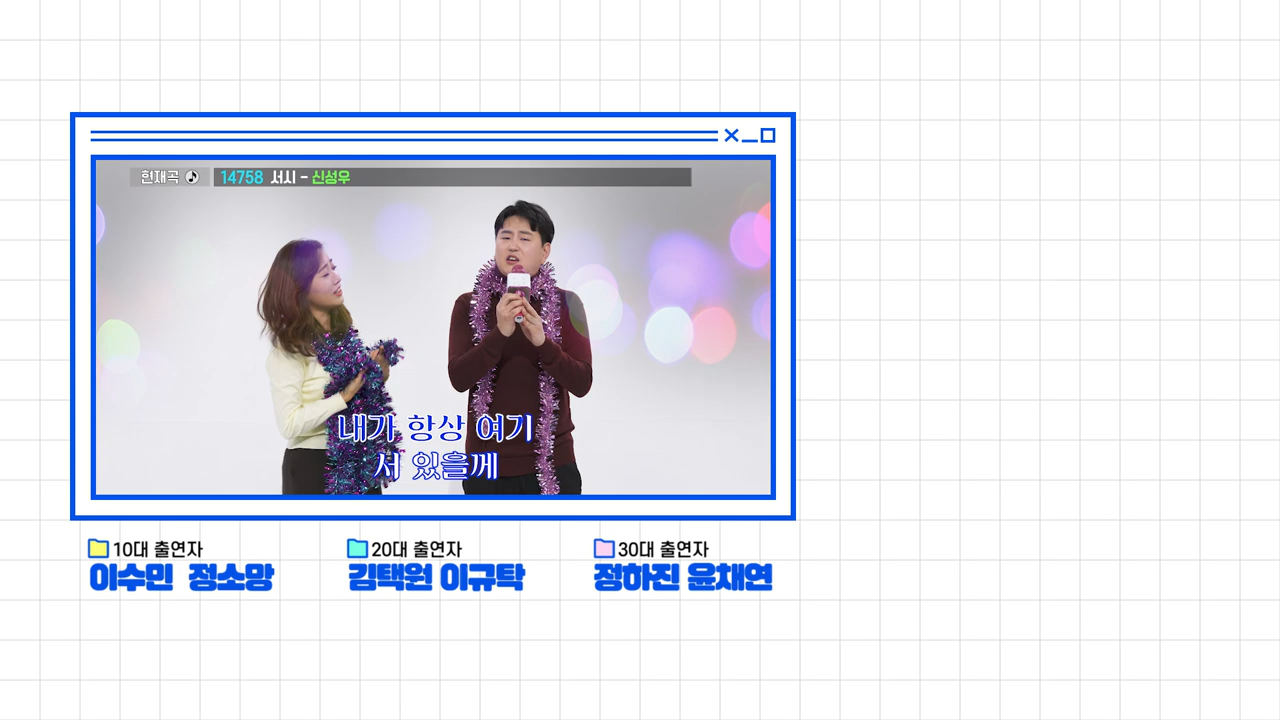 현재곡 14758 서시 - 신성우
내가 항상 여기
서 있을께
10대 출연자
이수민 정소망
20대 출연자
김택원 이규탁
30대 출연자
정하진 윤채연